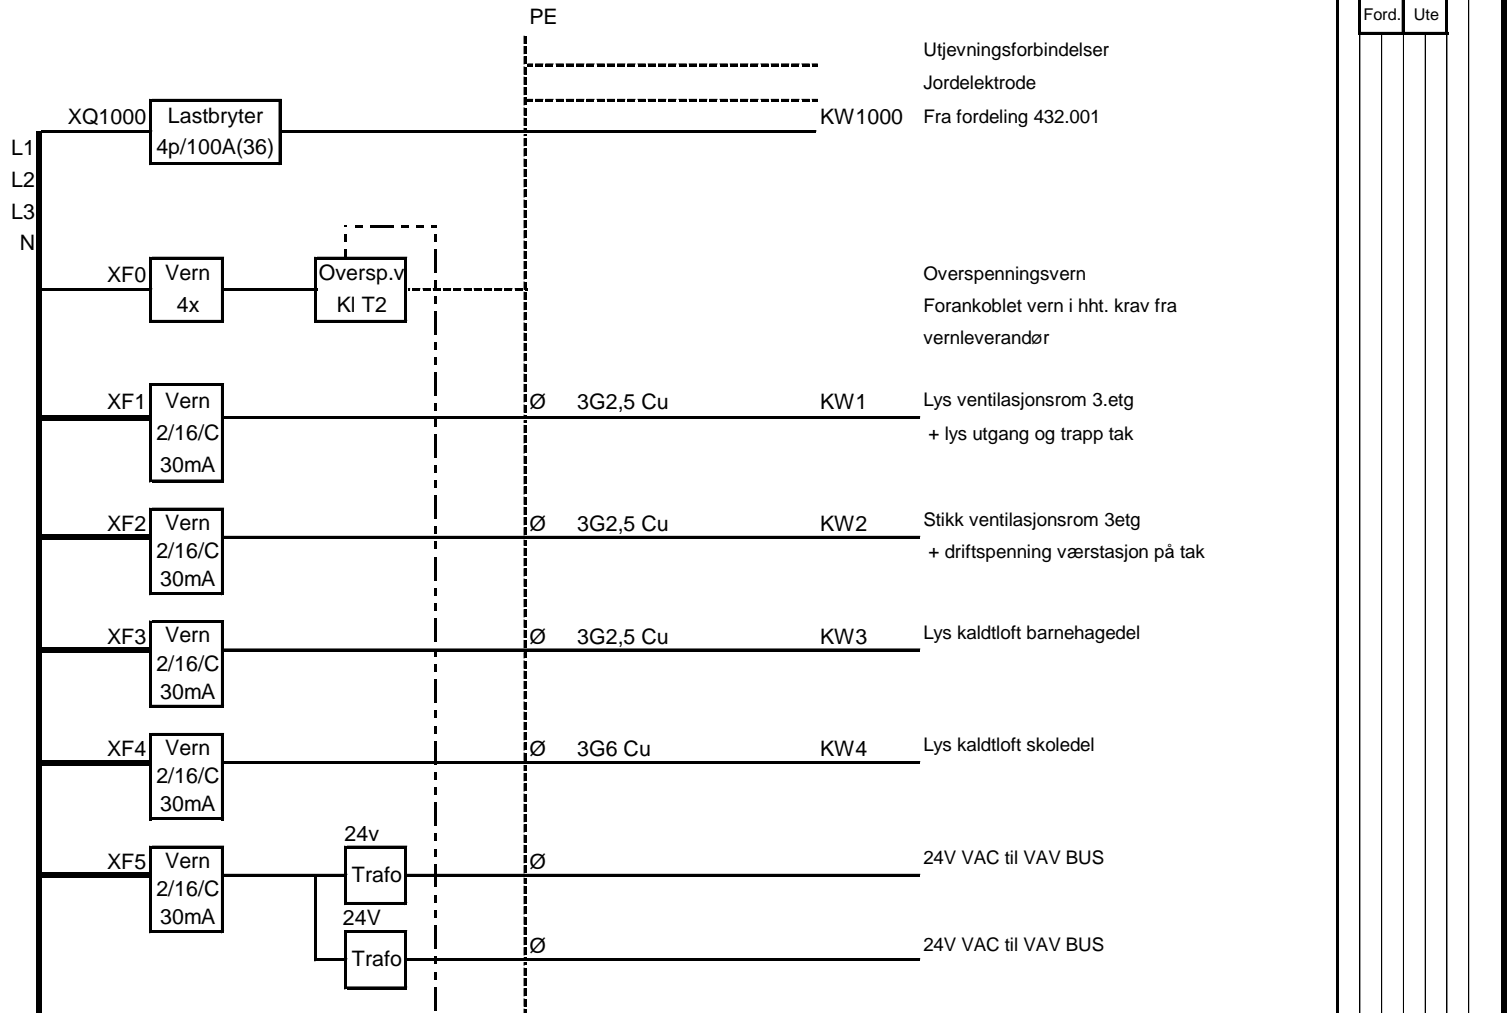 PE
Ford. Ute
Utjevningsforbindelser
Jordelektrode
XQ1000 Lastbryter KW1000 Fra fordeling 432.001
4p/100A(36)
L1
L2
L3
N
XF0 Vern Oversp.v Overspenningsvern
4x Kl T2 Forankoblet vern i hht. krav fra
vernleverandør
XF1 Vern Ø 3G2,5 Cu KW1 Lys ventilasjonsrom 3.etg
2/16/C + lys utgang og trapp tak
30mA
XF2 Vern Ø 3G2,5 Cu KW2 Stikk ventilasjonsrom 3etg
2/16/C + driftspenning værstasjon på tak
30mA
XF3 Vern Ø 3G2,5 Cu KW3 Lys kaldtloft barnehagedel
2/16/C
30mA
XF4 Vern Ø 3G6 Cu KW4 Lys kaldtloft skoledel
2/16/C
30mA
24v
XF5 Vern Ø 24V VAC til VAV BUS
Trafo
2/16/C
30mA 24V
Ø 24V VAC til VAV BUS
Trafo